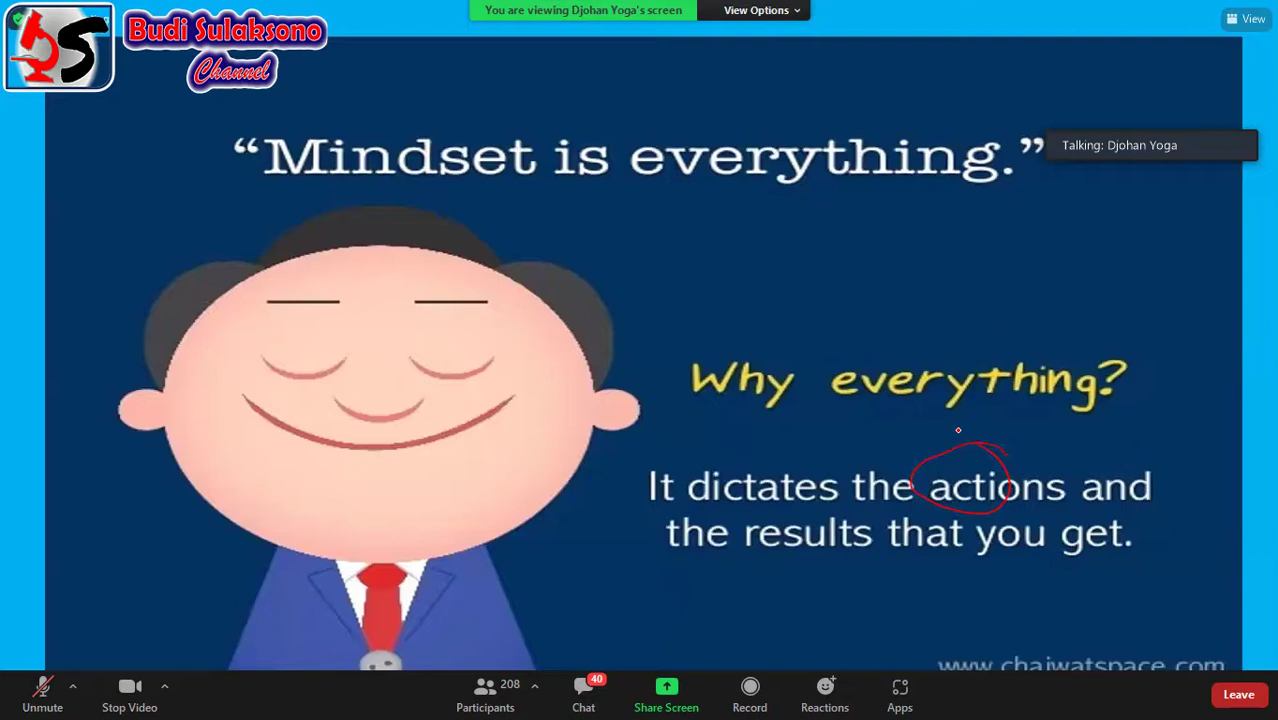 You are viewing Djohan Yoga's screen
View Options
View
S
Budi Sulaksono
Channel
Talking: Djohan Yoga
“Mindset is everything.”
Why everything?
It dictates the actions and
the results that you get.
www.chaiwatspace.com
Unmute
Stop Video
208
Participants
40
Chat
Share Screen
Record
Reactions
Apps
Leave